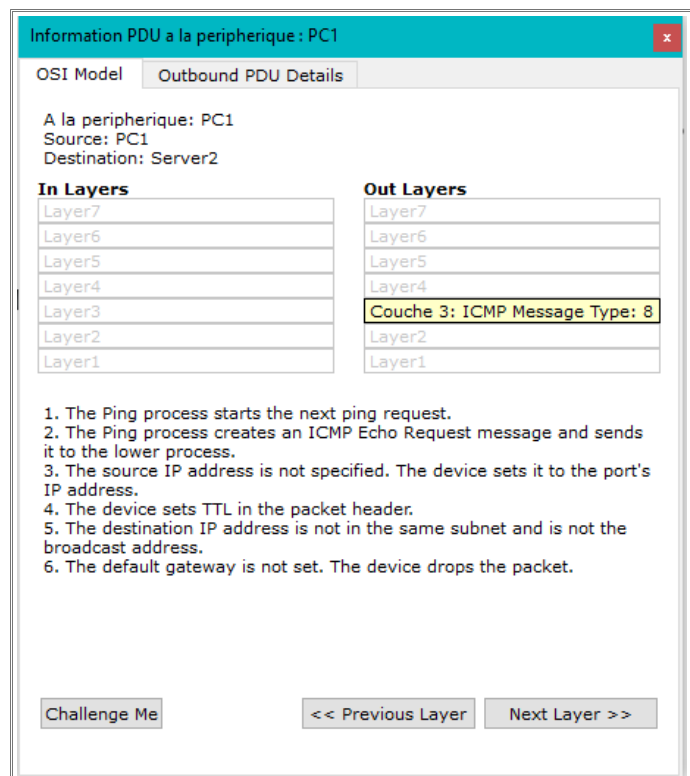 Information PDU a la peripherique : PC1
x
OSI Model
Outbound PDU Details
A la peripherique: PC1
Source: PC1
Destination: Server2
In Layers
Out Layers
Layer7
Layer7
Layer6
Layer6
Layer5
Layer5
Layer4
Layer4
Layer3
Couche 3: ICMP Message Type: 8
Layer2
Layer2
Layer1
Layer1
1. The Ping process starts the next ping request.
2. The Ping process creates an ICMP Echo Request message and sends
it to the lower process.
3. The source IP address is not specified. The device sets it to the port's
IP address.
4. The device sets TTL in the packet header.
5. The destination IP address is not in the same subnet and is not the
broadcast address.
6. The default gateway is not set. The device drops the packet.
Challenge Me
<< Previous Layer
Next Layer >>